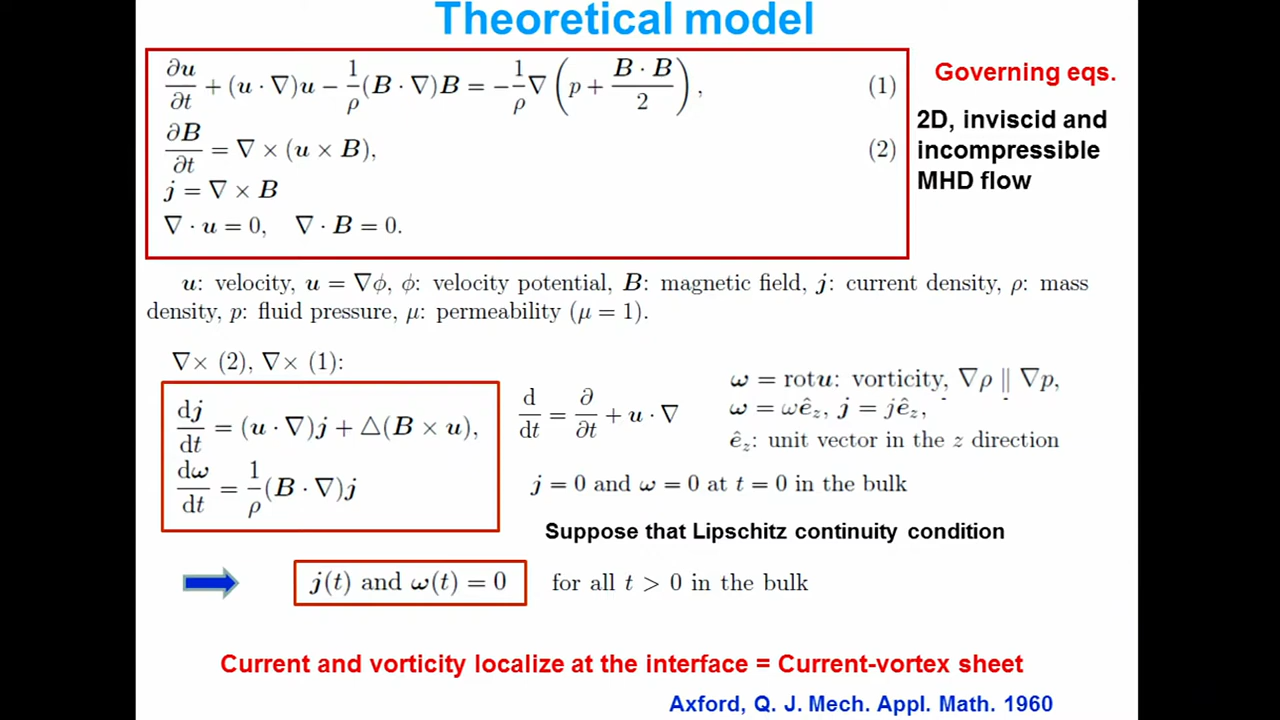 Theoretical model
∂u/∂t + (u · ∇)u − 1/ρ (B · ∇)B = −1/ρ ∇ (p + B · B/2), (1)
Governing eqs.
∂B/∂t = ∇ × (u × B), (2)
2D, inviscid and
incompressible
MHD flow
j = ∇ × B
∇ · u = 0, ∇ · B = 0.
u: velocity, u = ∇ϕ, ϕ: velocity potential, B: magnetic field, j: current density, ρ: mass
density, p: fluid pressure, μ: permeability (μ = 1).
∇× (2), ∇× (1):
dj/dt = (u · ∇)j + △(B × u),
dω/dt = 1/ρ (B · ∇)j
d/dt = ∂/∂t + u · ∇
ω = rotu: vorticity, ∇ρ ∥ ∇p,
ω = ωê_z, j = jê_z,
ê_z: unit vector in the z direction
j = 0 and ω = 0 at t = 0 in the bulk
Suppose that Lipschitz continuity condition
j(t) and ω(t) = 0 for all t > 0 in the bulk
Current and vorticity localize at the interface = Current-vortex sheet
Axford, Q. J. Mech. Appl. Math. 1960